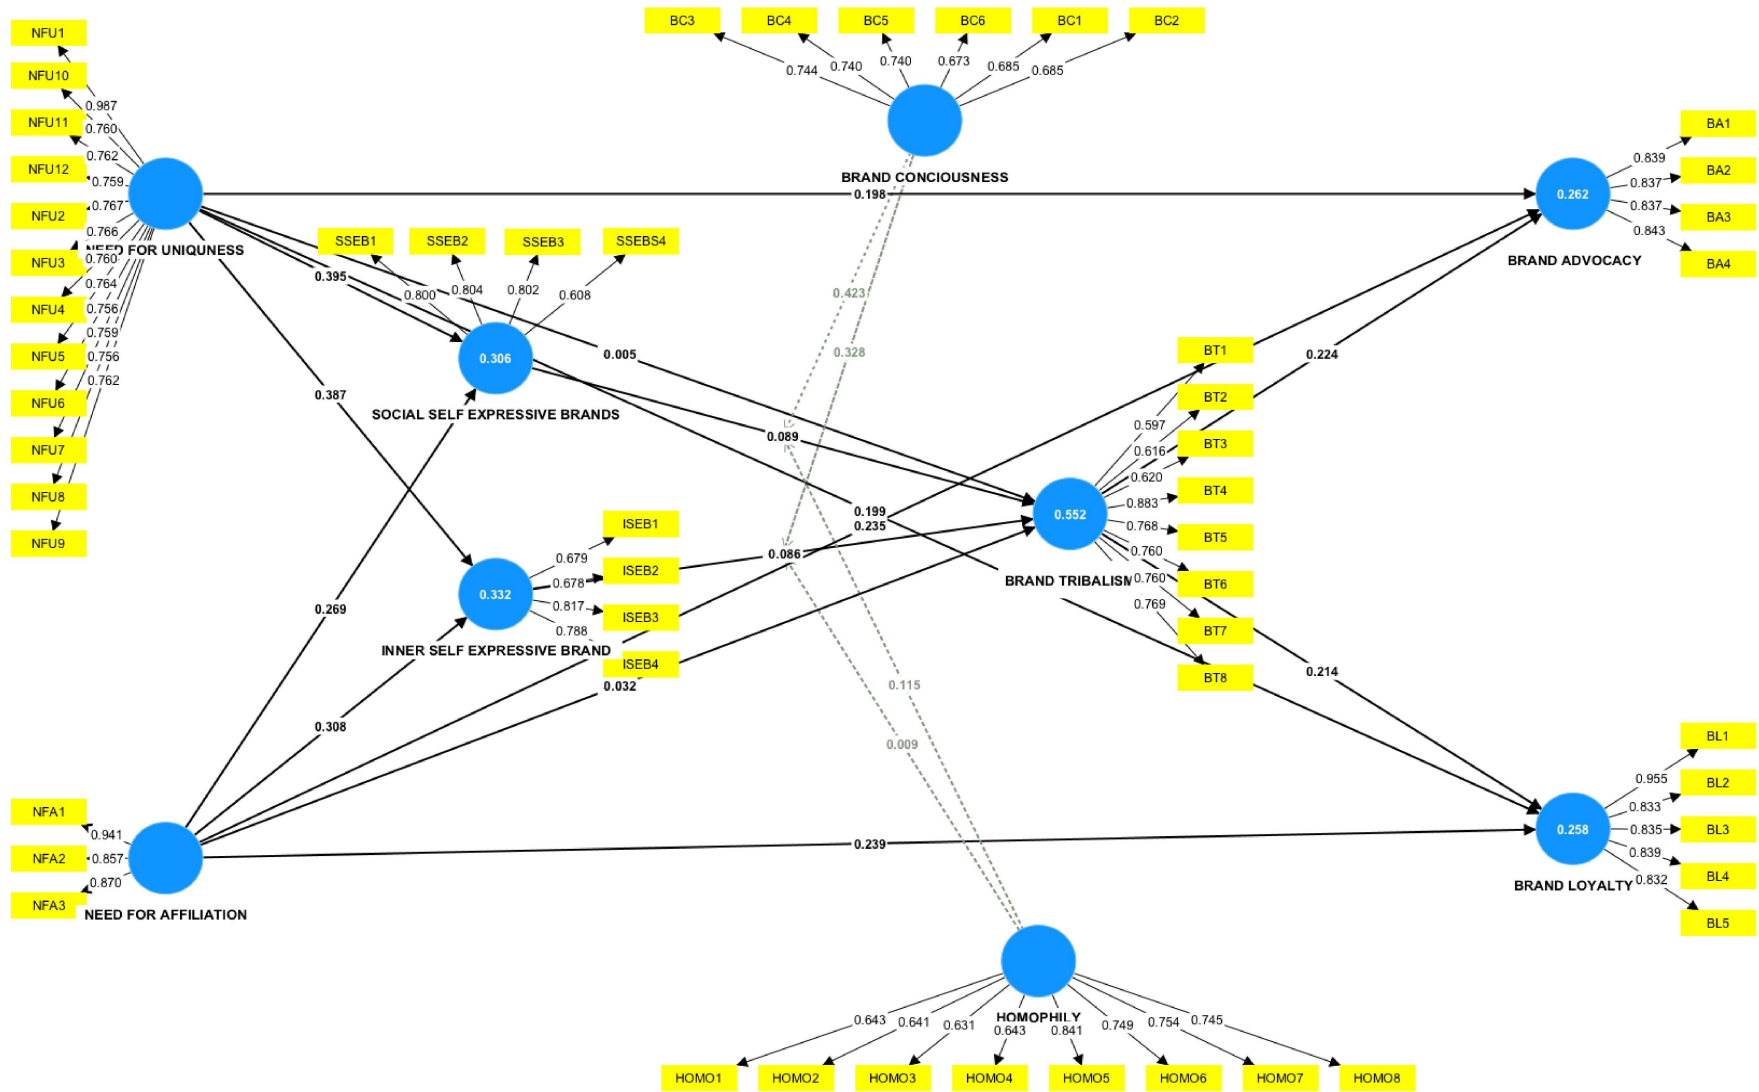 BC3
BC4
BC5
BC6
BC1
BC2
0.744
0.740
0.740
0.673
0.685
0.685
BRAND CONCIOUSNESS
NFU1
NFU10
NFU11
NFU12
NFU2
NFU3
NFU4
NFU5
NFU6
NFU7
NFU8
NFU9
0.987
0.760
0.762
0.759
0.767
0.766
0.760
0.764
0.756
0.759
0.756
0.762
NEED FOR UNIQUNESS
SSEB1
SSEB2
SSEB3
SSEBS4
0.800
0.804
0.802
0.608
0.306
SOCIAL SELF EXPRESSIVE BRANDS
0.198
0.395
0.005
0.387
0.423
0.328
0.089
0.199
0.235
0.086
0.269
0.308
0.032
0.115
0.009
0.239
0.224
0.214
ISEB1
ISEB2
ISEB3
ISEB4
0.679
0.678
0.817
0.788
0.332
INNER SELF EXPRESSIVE BRAND
BT1
BT2
BT3
BT4
BT5
BT6
BT7
BT8
0.597
0.616
0.620
0.883
0.768
0.760
0.760
0.769
0.552
BRAND TRIBALISM
BA1
BA2
BA3
BA4
0.839
0.837
0.837
0.843
0.262
BRAND ADVOCACY
BL1
BL2
BL3
BL4
BL5
0.955
0.833
0.835
0.839
0.832
0.258
BRAND LOYALTY
NFA1
NFA2
NFA3
0.941
0.857
0.870
NEED FOR AFFILIATION
HOMOPHILY
0.643
0.641
0.631
0.643
0.841
0.749
0.754
0.745
HOMO1
HOMO2
HOMO3
HOMO4
HOMO5
HOMO6
HOMO7
HOMO8